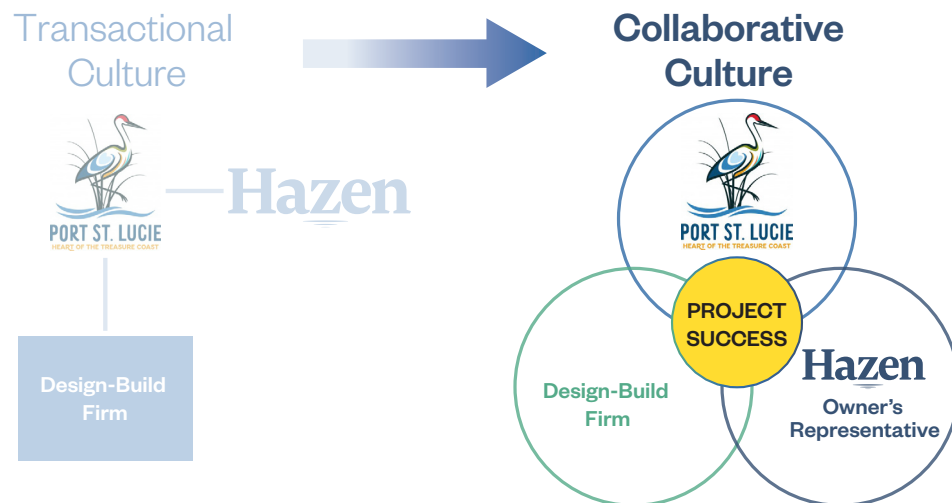 Transactional
Culture
PORT ST. LUCIE
HEART OF THE TREASURE COAST
Hazen
Design-Build
Firm
Collaborative
Culture
PORT ST. LUCIE
HEART OF THE TREASURE COAST
PROJECT
SUCCESS
Design-Build
Firm
Hazen
Owner’s
Representative